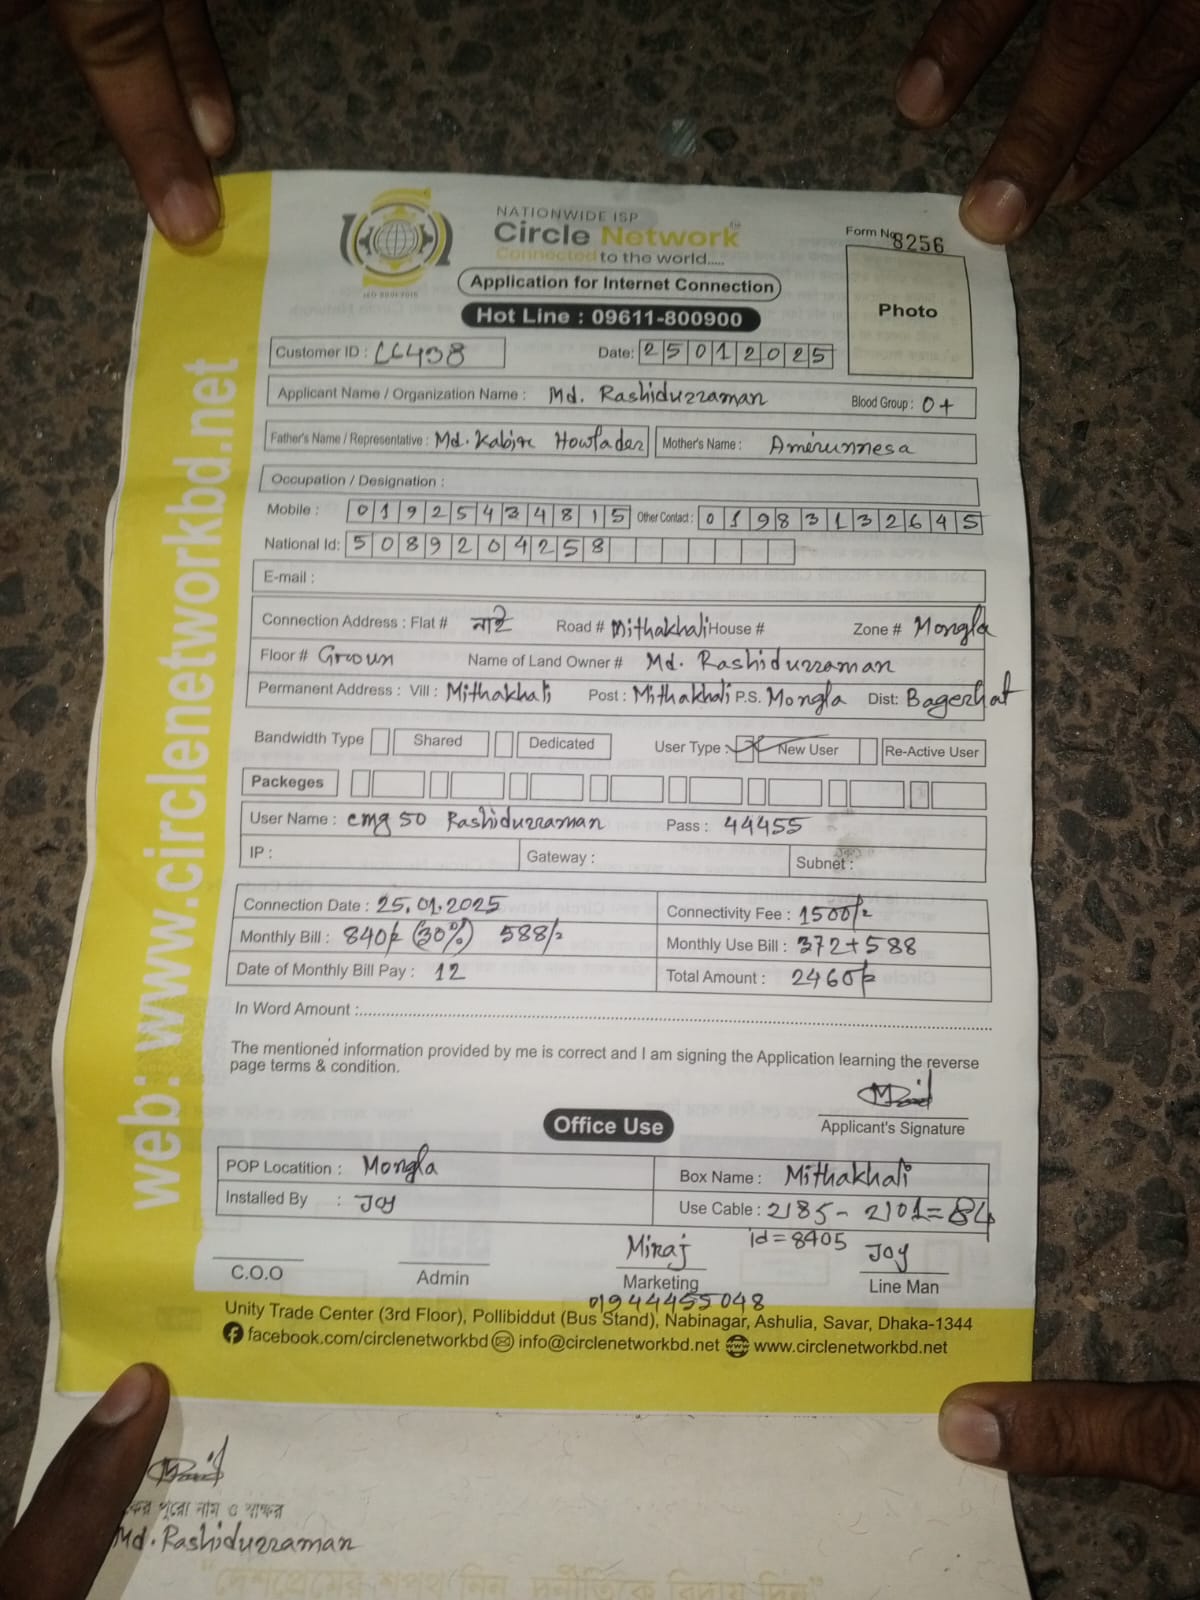 NATIONWIDE ISP
Circle Network
Connected to the world.....
ISO 9001:2015
Form No. 8256
Application for Internet Connection
Photo
Hot Line : 09611-800900
Customer ID : CC438 Date: 25012025
Applicant Name / Organization Name : Md. Rashiduzzaman Blood Group : O+
Father's Name / Representative : Md. Kabir Howlader Mother's Name : Amirunnesa
Occupation / Designation :
Mobile : 01925434815 Other Contact : 01983132645
National Id: 5089204258
E-mail :
Connection Address : Flat # নাই Road # Mithakhali House # Zone # Mongla
Floor # Groun Name of Land Owner # Md. Rashiduzzaman
Permanent Address : Vill : Mithakhali Post : Mithakhali P.S. Mongla Dist: Bagerhat
Bandwidth Type Shared Dedicated User Type : New User Re-Active User
Packeges
User Name : cmg 50 Rashiduzzaman Pass : 44455
IP : Gateway : Subnet :
Connection Date : 25.01.2025 Connectivity Fee : 1500/=
Monthly Bill : 840/= (30%) 588/= Monthly Use Bill : 372+588
Date of Monthly Bill Pay : 12 Total Amount : 2460/=
In Word Amount :
The mentioned information provided by me is correct and I am signing the Application learning the reverse
page terms & condition.
Applicant's Signature
Office Use
POP Locatition : Mongla Box Name : Mithakhali
Installed By : Joy Use Cable : 2185 - 2101 = 84
id = 8405
C.O.O Admin Miraj Marketing Joy Line Man
01944455048
Unity Trade Center (3rd Floor), Pollibiddut (Bus Stand), Nabinagar, Ashulia, Savar, Dhaka-1344
facebook.com/circlenetworkbd info@circlenetworkbd.net www.circlenetworkbd.net
web: www.circlenetworkbd.net
পুরো নাম ও স্বাক্ষর
Md. Rashiduzzaman
"দেশপ্রেমের শপথ নিন, দুর্নীতিকে বিদায় দিন"